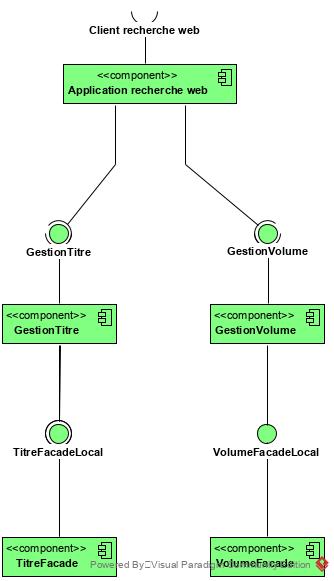 Client recherche web
<<component>>
Application recherche web
GestionTitre
GestionVolume
<<component>>
GestionTitre
<<component>>
GestionVolume
TitreFacadeLocal
VolumeFacadeLocal
<<component>>
TitreFacade
<<component>>
VolumeFacade
Powered By Visual Paradigm Community Edition